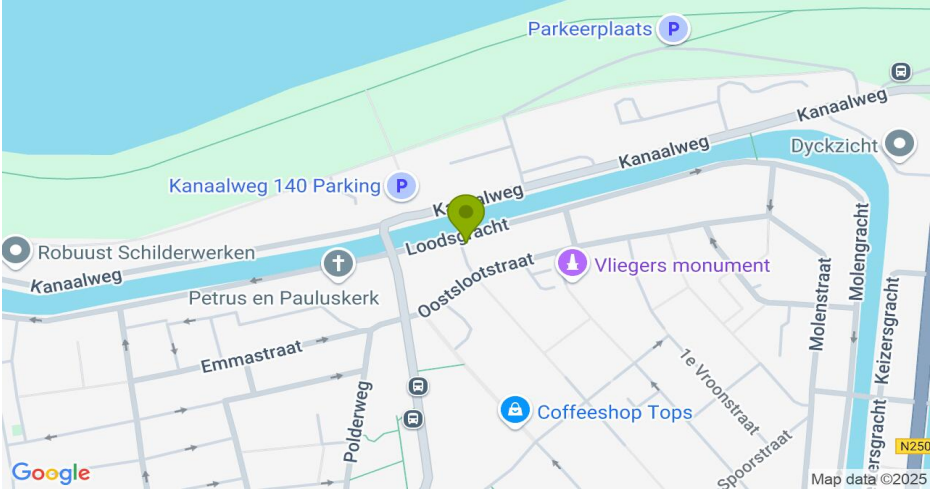 Parkeerplaats
P
Kanaalweg
Dyckzicht
Kanaalweg
Kanaalweg 140 Parking
P
Loodsgracht
Robuust Schilderwerken
Kanaalweg
Vliegers monument
Petrus en Pauluskerk
Oostslootstraat
Molengracht
Molenstraat
Keizersgracht
Emmastraat
1e Vroonstraat
Polderweg
Coffeeshop Tops
Spoorstraat
N250
Google
Map data ©2025